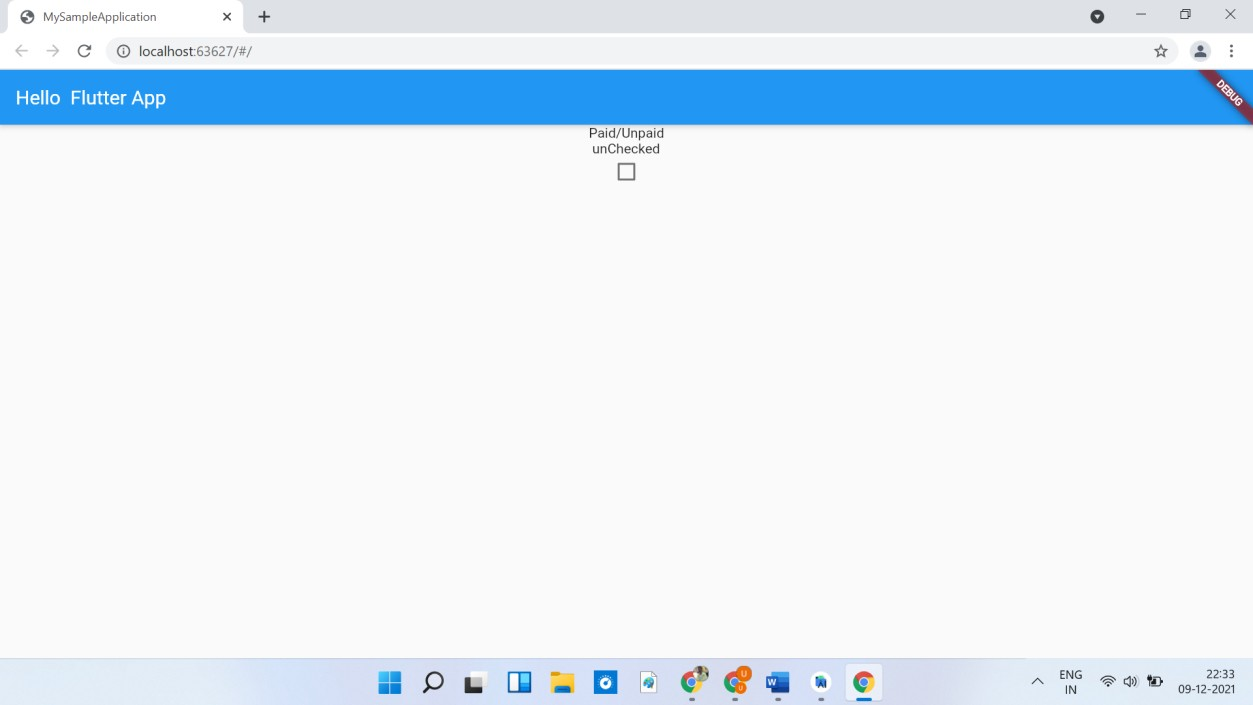 MySampleApplication
localhost:63627/#/
Hello  Flutter App
DEBUG
Paid/Unpaid
unChecked
U
U
W
ENG
IN
22:33
09-12-2021